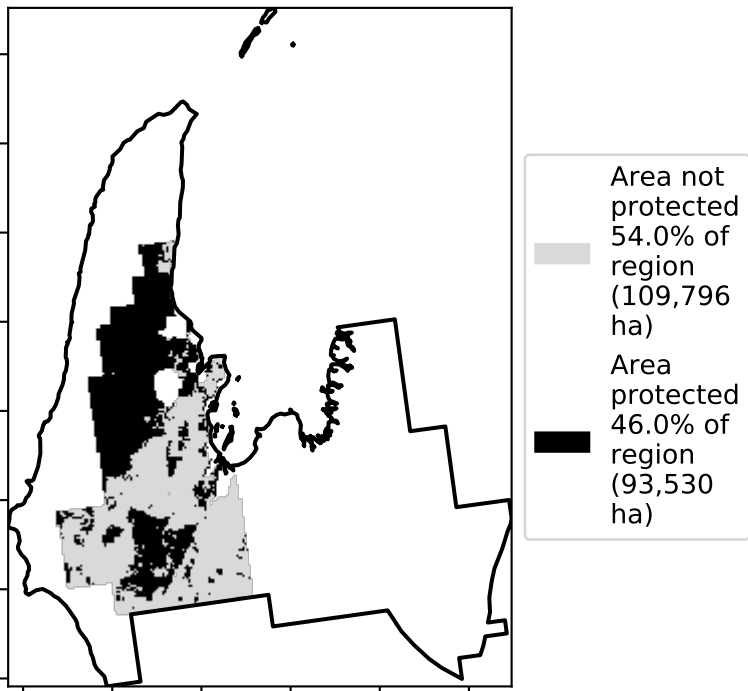 Area not
protected
54.0% of
region
(109,796
ha)
Area
protected
46.0% of
region
(93,530
ha)